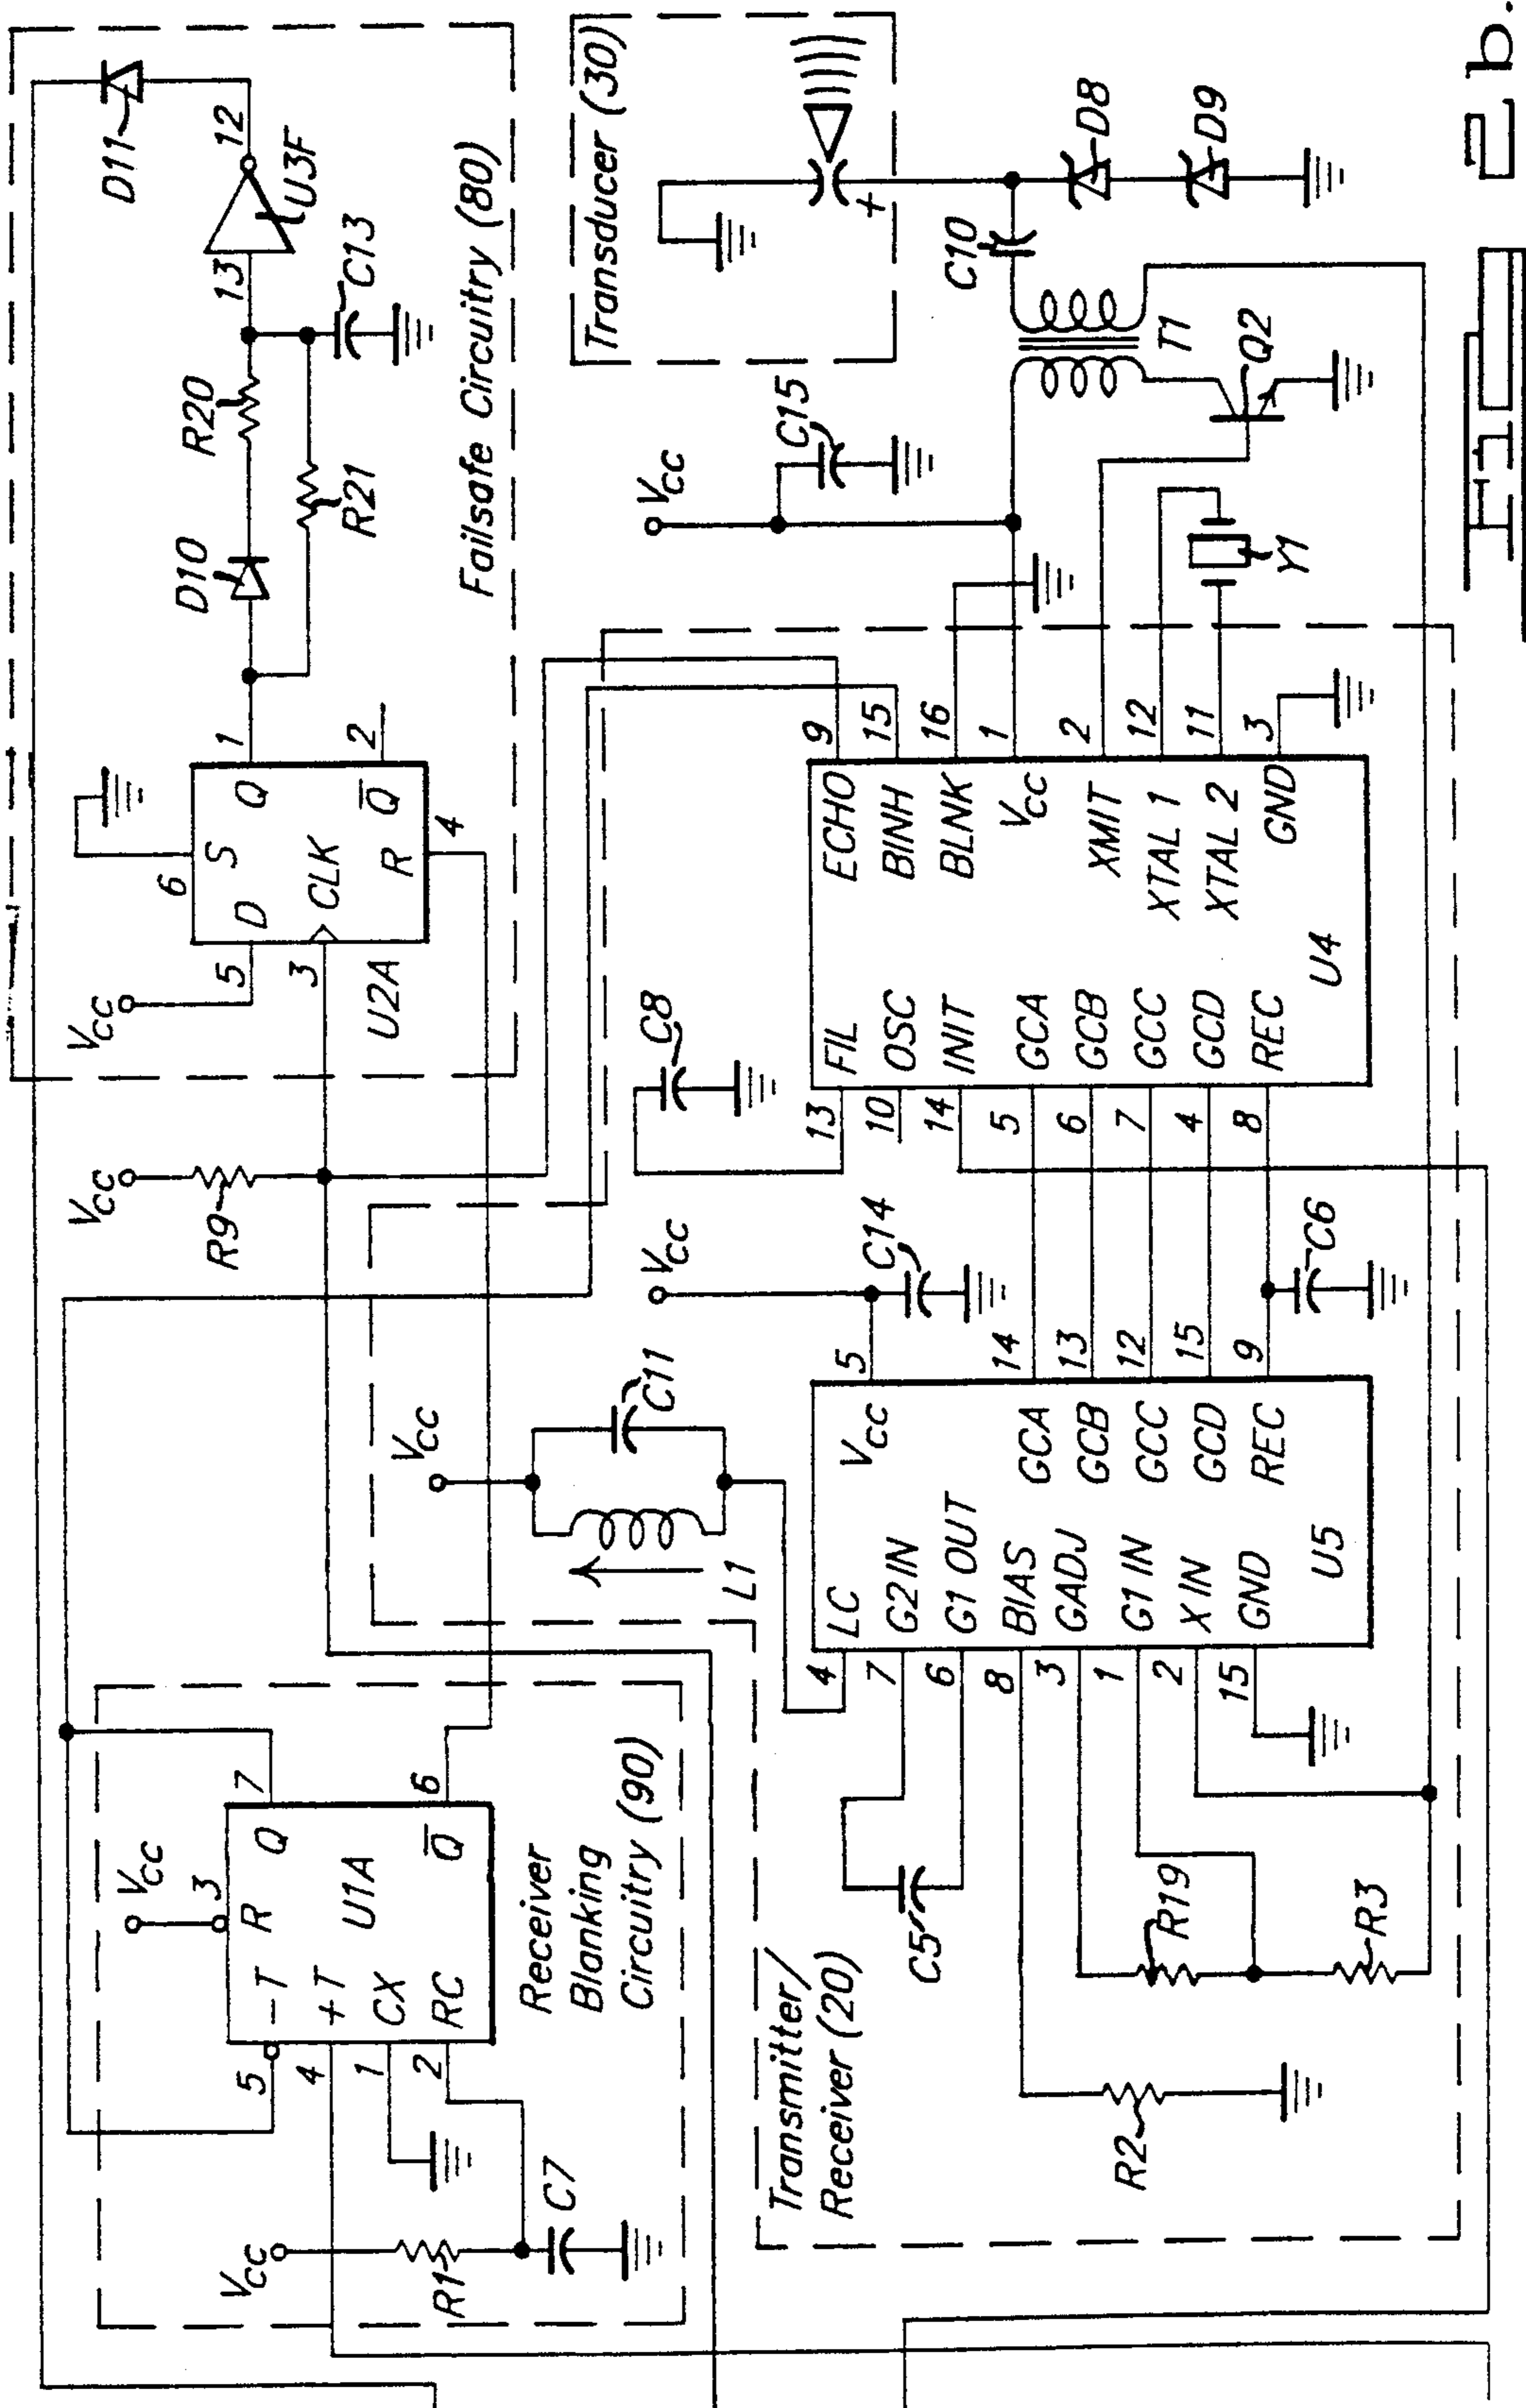 Vcc
R1
C7
5
4
1
2
-T
+T
CX
RC
Vcc
3
R
U1A
Q
Q
7
6
Receiver
Blanking
Circuitry (90)
Vcc
R9
Vcc
5
3
U2A
6
D
S
CLK
R
Q
Q
1
2
4
D10
R20
R21
13
C13
12
U3F
D11
Failsafe Circuitry (80)
Transmitter/
Receiver (20)
R2
C5
R19
R3
4
7
6
8
3
1
2
15
LC
G2 IN
G1 OUT
BIAS
GADJ
G1 IN
X IN
GND
Vcc
GCA
GCB
GCC
GCD
REC
U5
5
14
13
12
15
9
Vcc
L1
C11
Vcc
C14
C6
C8
13
10
14
5
6
7
4
8
FIL
OSC
INIT
GCA
GCB
GCC
GCD
REC
ECHO
BINH
BLNK
Vcc
XMIT
XTAL 1
XTAL 2
GND
U4
9
15
16
1
2
12
11
3
Vcc
C15
Y1
Q2
T1
C10
D8
D9
+
Transducer (30)
Fig. 2b.